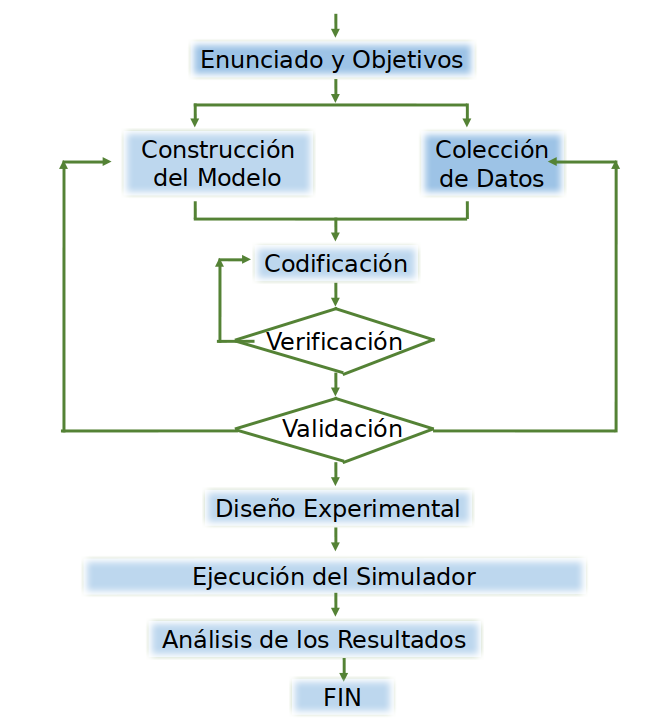 Enunciado y Objetivos
Construcción
del Modelo
Colección
de Datos
Codificación
Verificación
Validación
Diseño Experimental
Ejecución del Simulador
Análisis de los Resultados
FIN